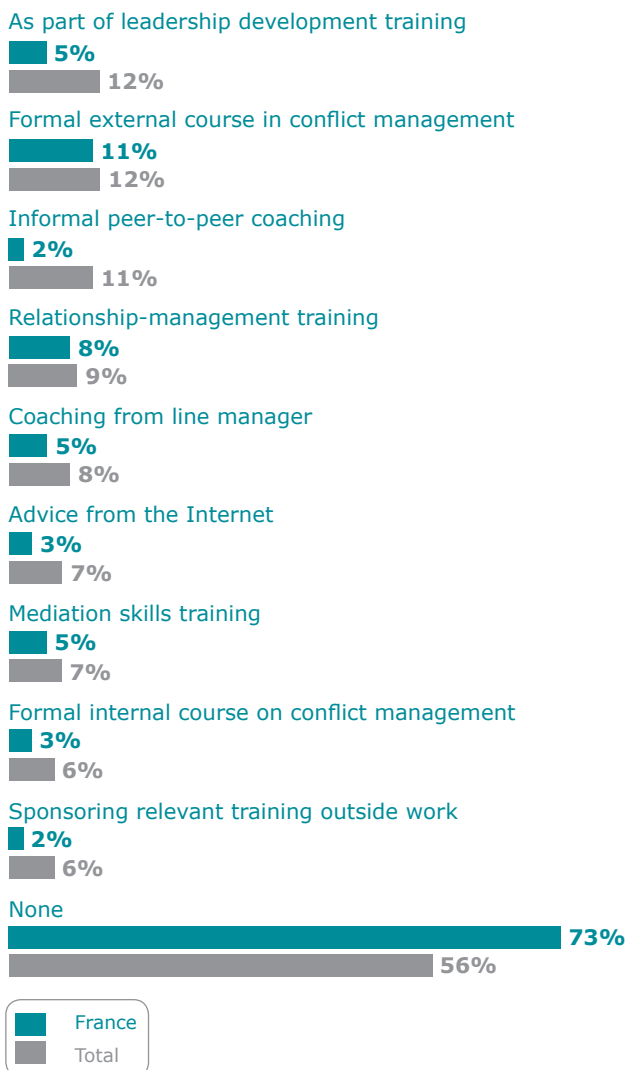 As part of leadership development training
5%
12%
Formal external course in conflict management
11%
12%
Informal peer-to-peer coaching
2%
11%
Relationship-management training
8%
9%
Coaching from line manager
5%
8%
Advice from the Internet
3%
7%
Mediation skills training
5%
7%
Formal internal course on conflict management
3%
6%
Sponsoring relevant training outside work
2%
6%
None
73%
56%
France
Total